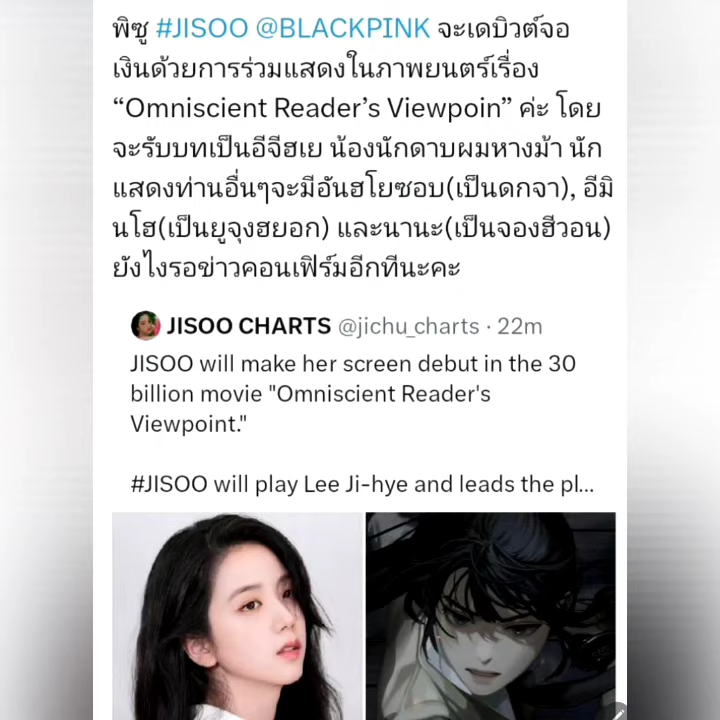 พิซู #JISOO @BLACKPINK จะเดบิวต์จอ
เงินด้วยการร่วมแสดงในภาพยนตร์เรื่อง
“Omniscient Reader’s Viewpoin” ค่ะ โดย
จะรับบทเป็นอีจีฮเย น้องนักดาบผมหางม้า นัก
แสดงท่านอื่นๆจะมีอันฮโยซอบ(เป็นดกจา), อีมิ
นโฮ(เป็นยูจุงฮยอก) และนานะ(เป็นจองฮีวอน)
ยังไงรอข่าวคอนเฟิร์มอีกทีนะคะ
JISOO CHARTS @jichu_charts · 22m
JISOO will make her screen debut in the 30
billion movie "Omniscient Reader's
Viewpoint."
#JISOO will play Lee Ji-hye and leads the pl...